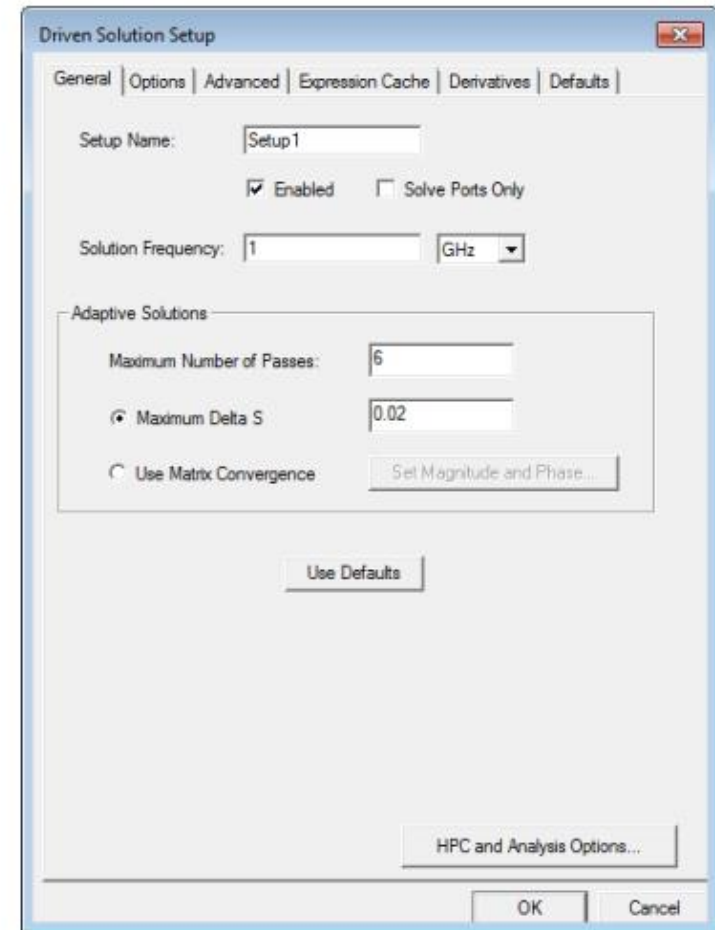 Driven Solution Setup
General Options Advanced Expression Cache Derivatives Defaults
Setup Name: Setup1
Enabled Solve Ports Only
Solution Frequency: 1 GHz
Adaptive Solutions
Maximum Number of Passes: 6
Maximum Delta S 0.02
Use Matrix Convergence Set Magnitude and Phase...
Use Defaults
HPC and Analysis Options...
OK Cancel